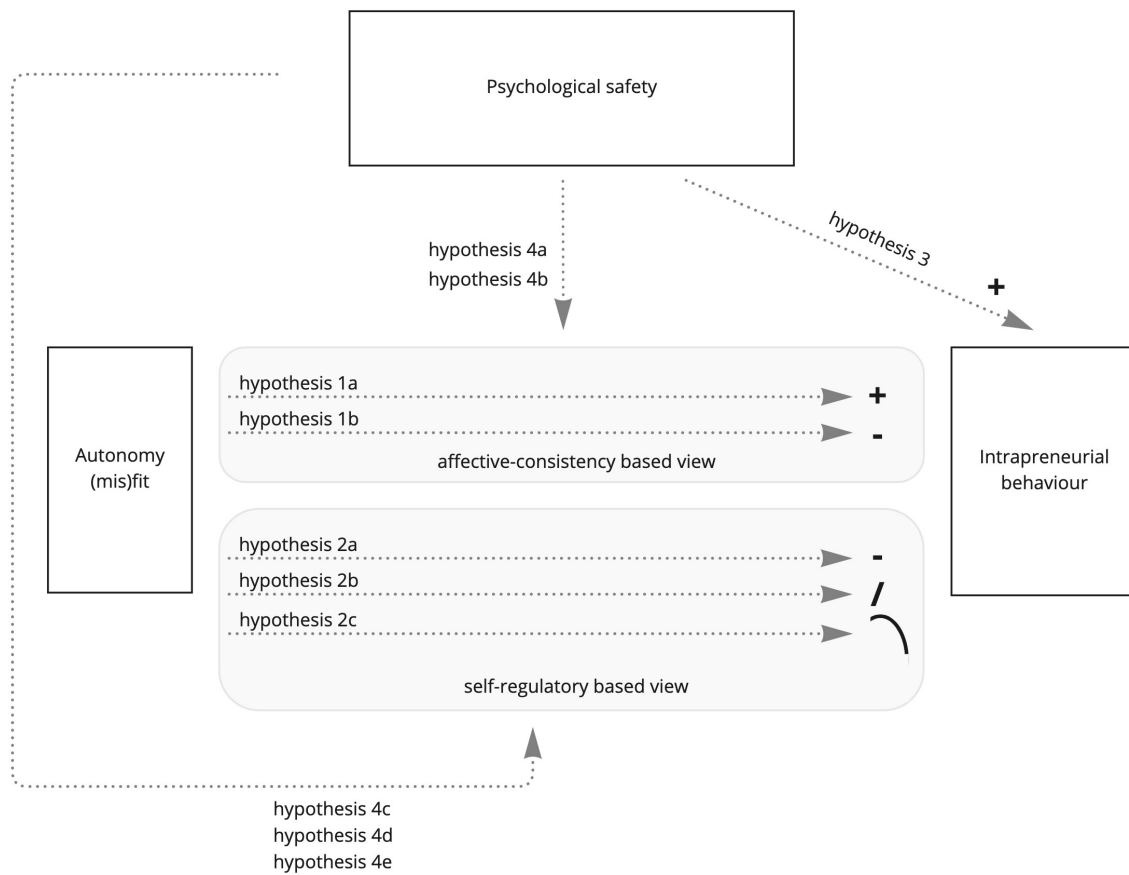 Psychological safety
hypothesis 3
hypothesis 4a
hypothesis 4b
+
hypothesis 1a
+
hypothesis 1b
-
affective-consistency based view
Autonomy
(mis)fit
Intrapreneurial
behaviour
hypothesis 2a
-
hypothesis 2b
/
hypothesis 2c
self-regulatory based view
hypothesis 4c
hypothesis 4d
hypothesis 4e